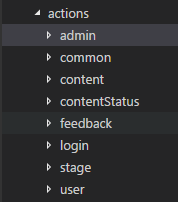 actions
admin
common
content
contentStatus
feedback
login
stage
user